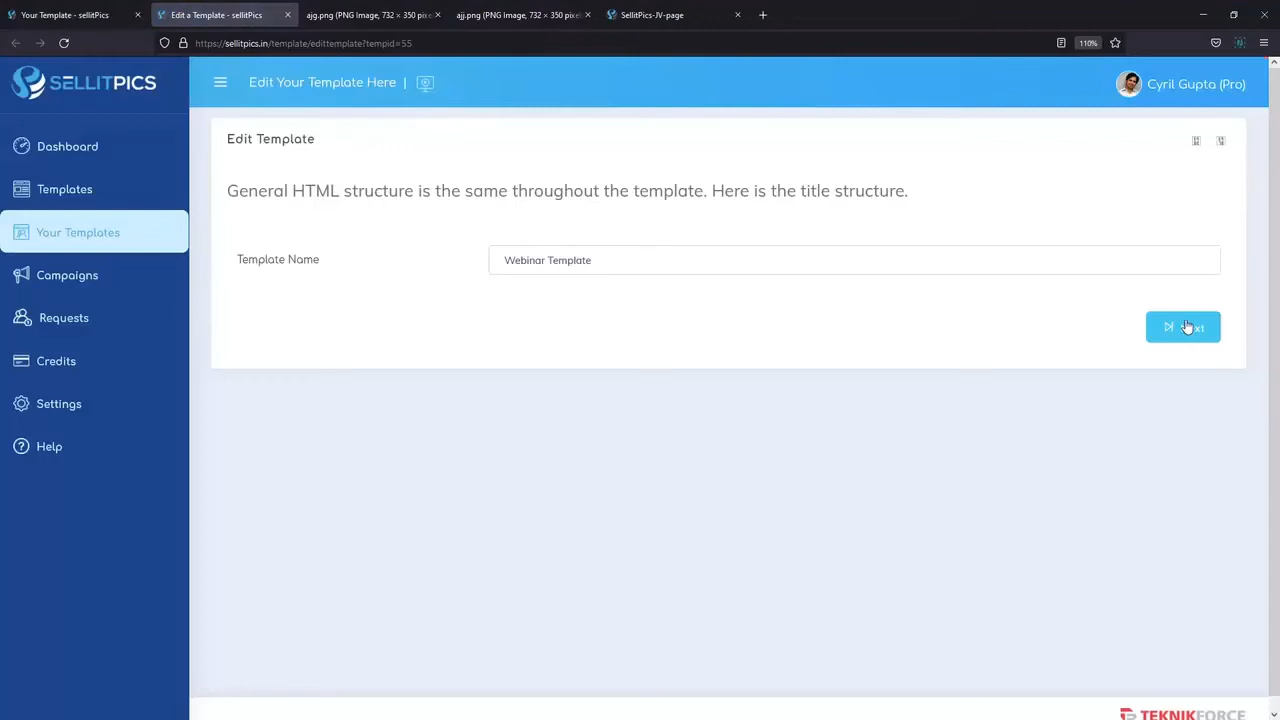 Your Template - sellitPics
Edit a Template - sellitPics
ajg.png (PNG Image, 732 × 350 pixe
ajj.png (PNG Image, 732 × 350 pixel
SellitPics-JV-page
https://sellitpics.in/template/edittemplate?tempid=55
110%
SELLITPICS
Edit Your Template Here |
Cyril Gupta (Pro)
Dashboard
Templates
Your Templates
Campaigns
Requests
Credits
Settings
Help
Edit Template
General HTML structure is the same throughout the template. Here is the title structure.
Template Name
Webinar Template
TEKNIKFORCE